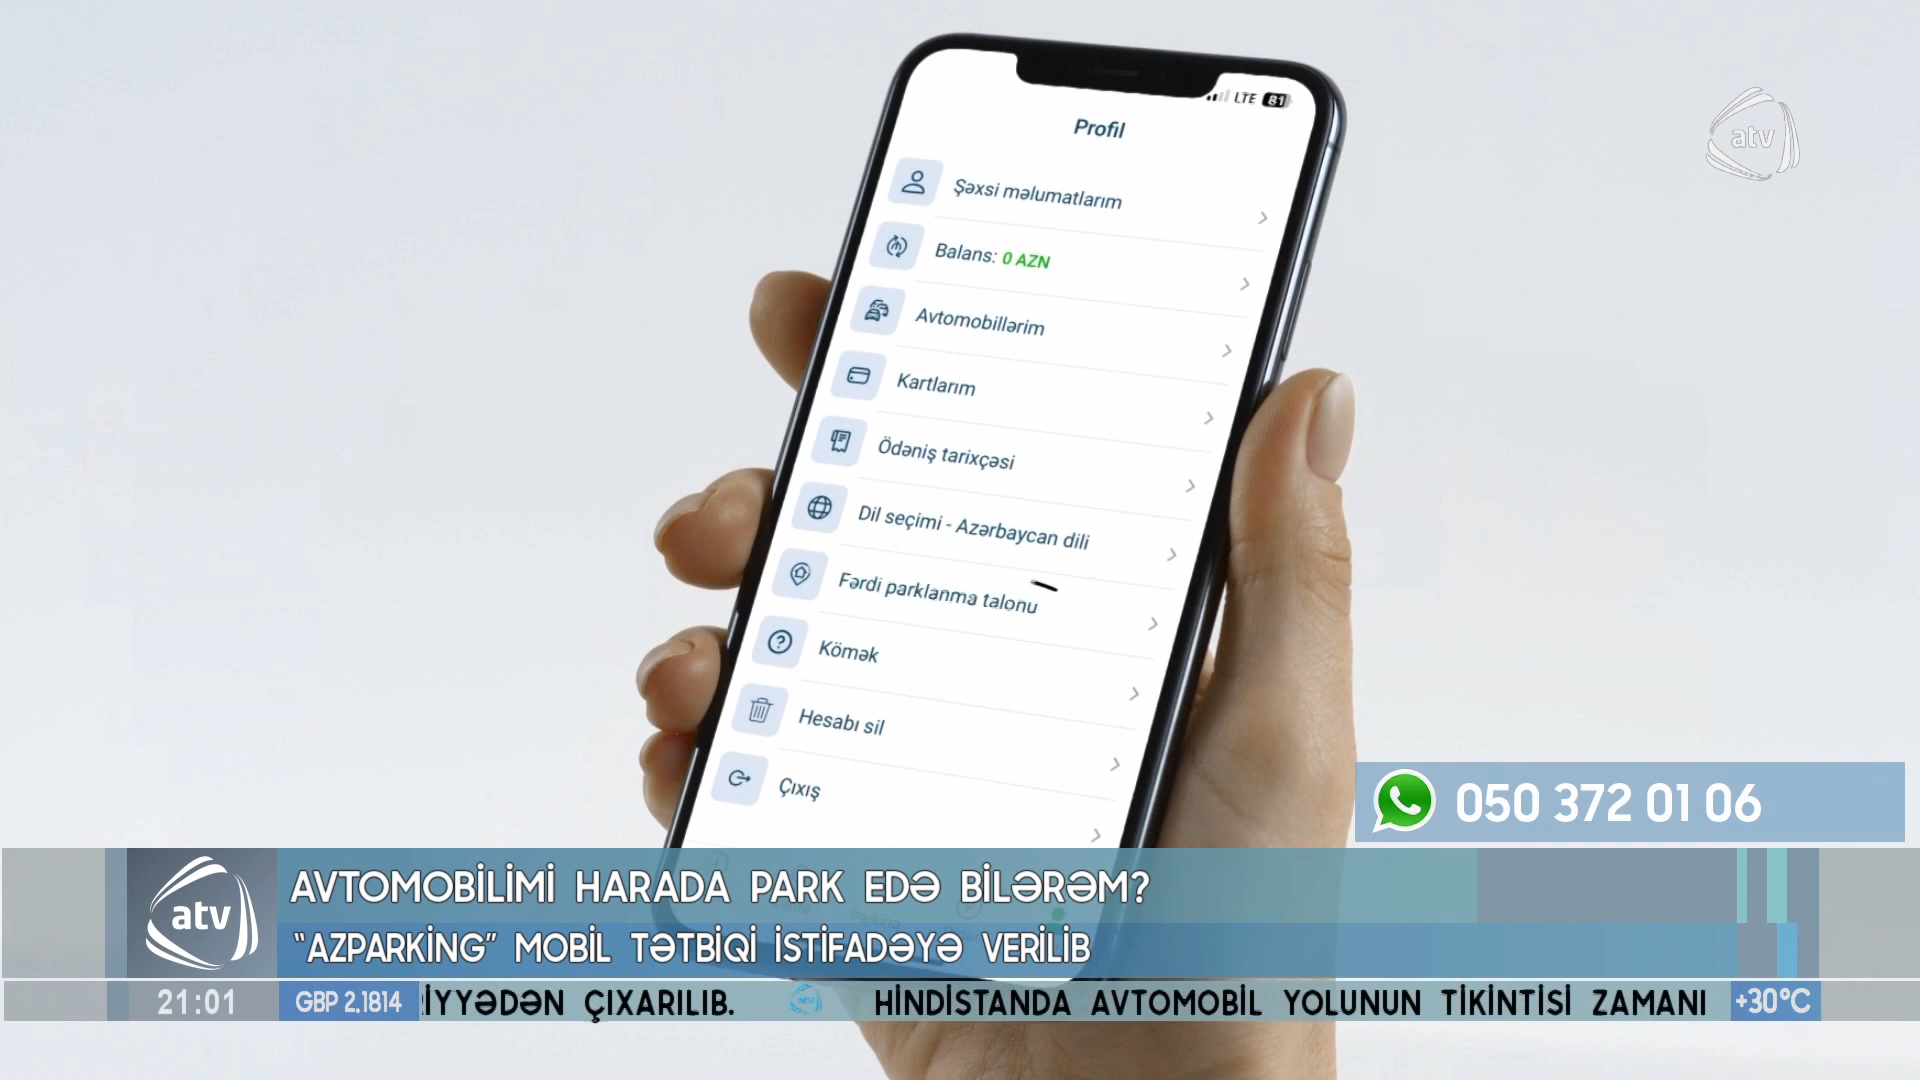 LTE 81
atv
Profil
Şəxsi məlumatlarım
Balans: 0 AZN
Avtomobillərim
Kartlarım
Ödəniş tarixçəsi
Dil seçimi - Azərbaycan dili
Fərdi parklanma talonu
Kömək
Hesabı sil
Çıxış
050 372 01 06
atv
AVTOMOBİLİMİ HARADA PARK EDƏ BİLƏRƏM?
Parking
"AZPARKİNG" MOBİL TƏTBİQİ İSTİFADƏYƏ VERİLİB
21:01 GBP 2.1814 İYYƏDƏN ÇIXARILIB. atv HİNDİSTANDA AVTOMOBİL YOLUNUN TİKİNTİSİ ZAMANI +30°C